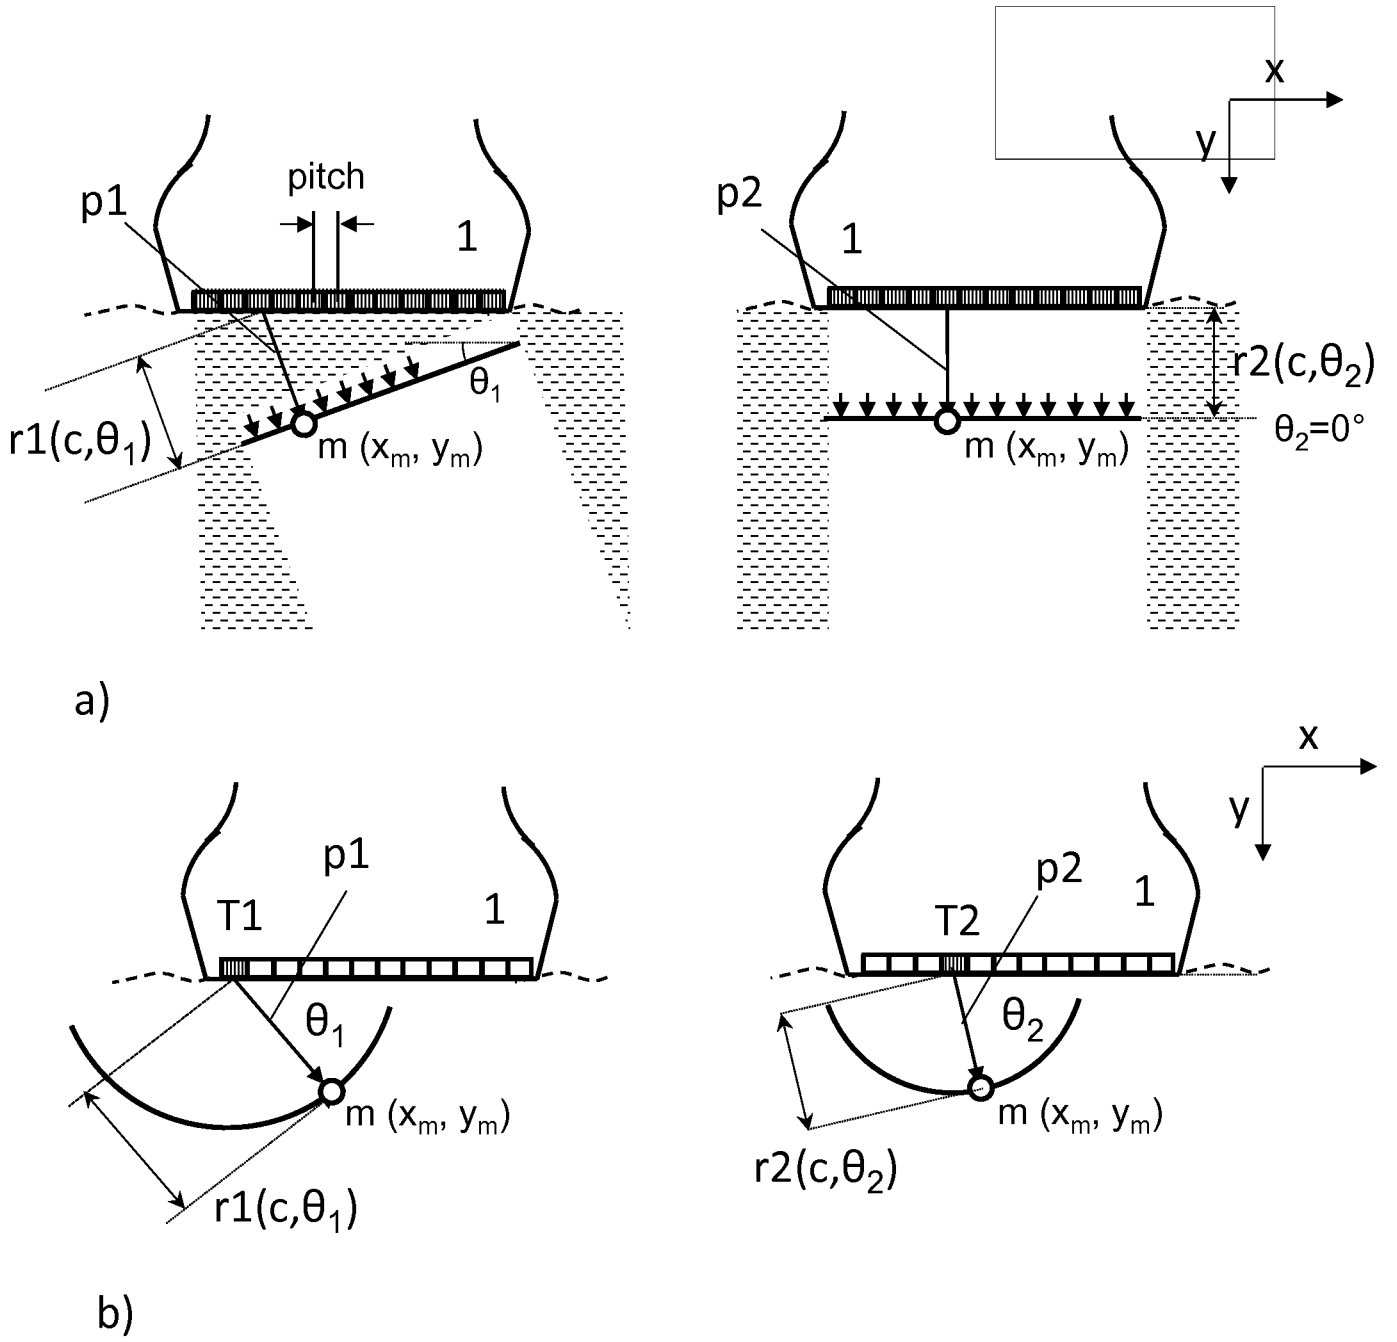 x
y
pitch
p1
1
p2
1
θ₁
r1(c,θ₁)
m (xₘ, yₘ)
r2(c,θ₂)
θ₂=0°
m (xₘ, yₘ)
a)
x
y
p1
T1
1
p2
T2
1
θ₁
m (xₘ, yₘ)
r1(c,θ₁)
θ₂
m (xₘ, yₘ)
r2(c,θ₂)
b)